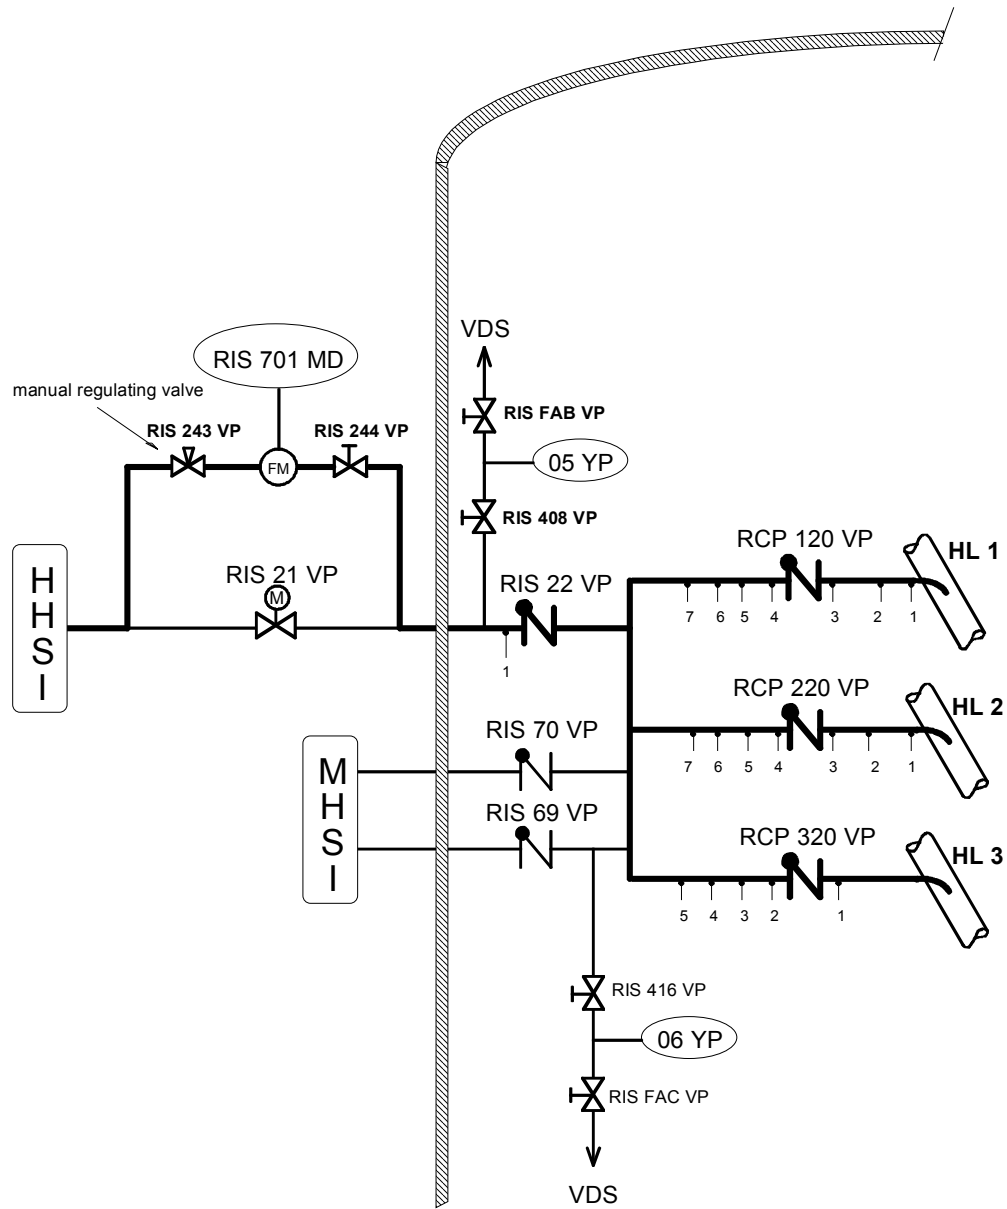 VDS
RIS 701 MD
manual regulating valve
RIS 243 VP
RIS 244 VP
RIS FAB VP
FM
05 YP
RIS 408 VP
HHSI
RIS 21 VP
M
RIS 22 VP
1
RCP 120 VP
HL 1
7 6 5 4 3 2 1
RCP 220 VP
HL 2
7 6 5 4 3 2 1
MHSI
RIS 70 VP
RIS 69 VP
RCP 320 VP
HL 3
5 4 3 2 1
RIS 416 VP
06 YP
RIS FAC VP
VDS